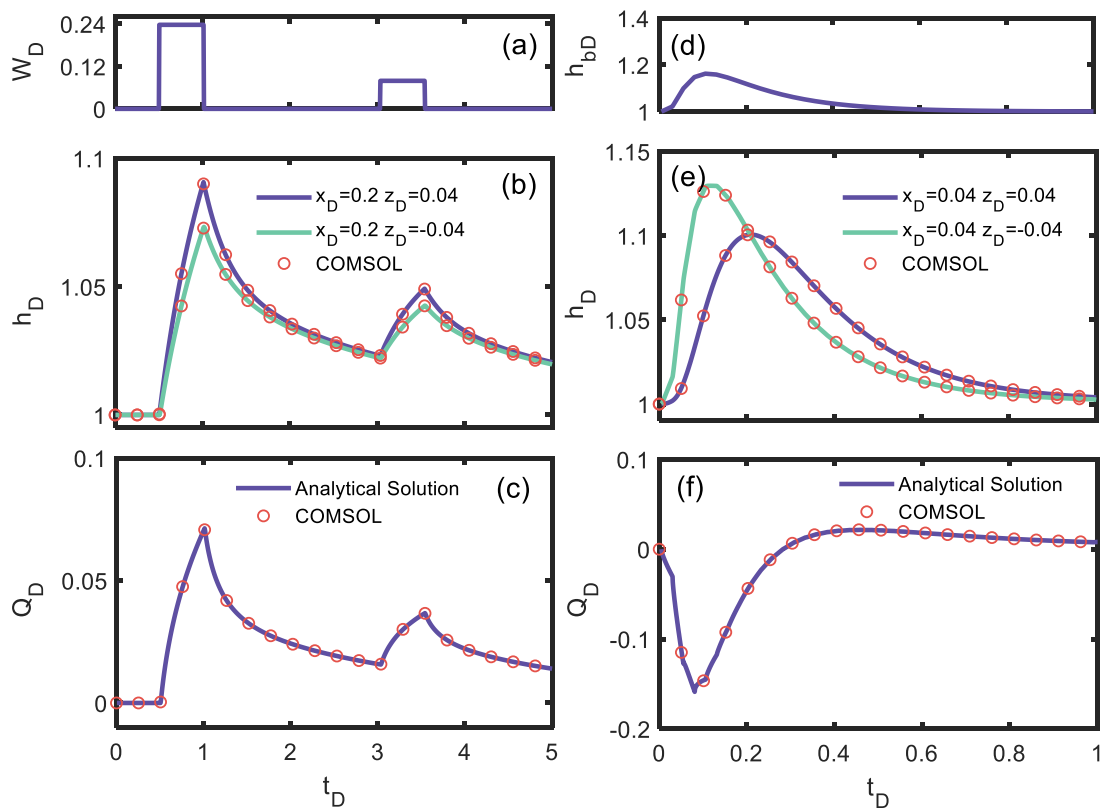 (a)
W_D
0.24
0.12
0
(b)
h_D
1.1
1.05
1
x_D=0.2 z_D=0.04
x_D=0.2 z_D=-0.04
COMSOL
(c)
Q_D
0.1
0.05
0
Analytical Solution
COMSOL
0 1 2 3 4 5
t_D
(d)
h_bD
1.4
1.2
1
(e)
h_D
1.15
1.1
1.05
1
x_D=0.04 z_D=0.04
x_D=0.04 z_D=-0.04
COMSOL
(f)
Q_D
0.1
0
-0.1
-0.2
Analytical Solution
COMSOL
0 0.2 0.4 0.6 0.8 1
t_D